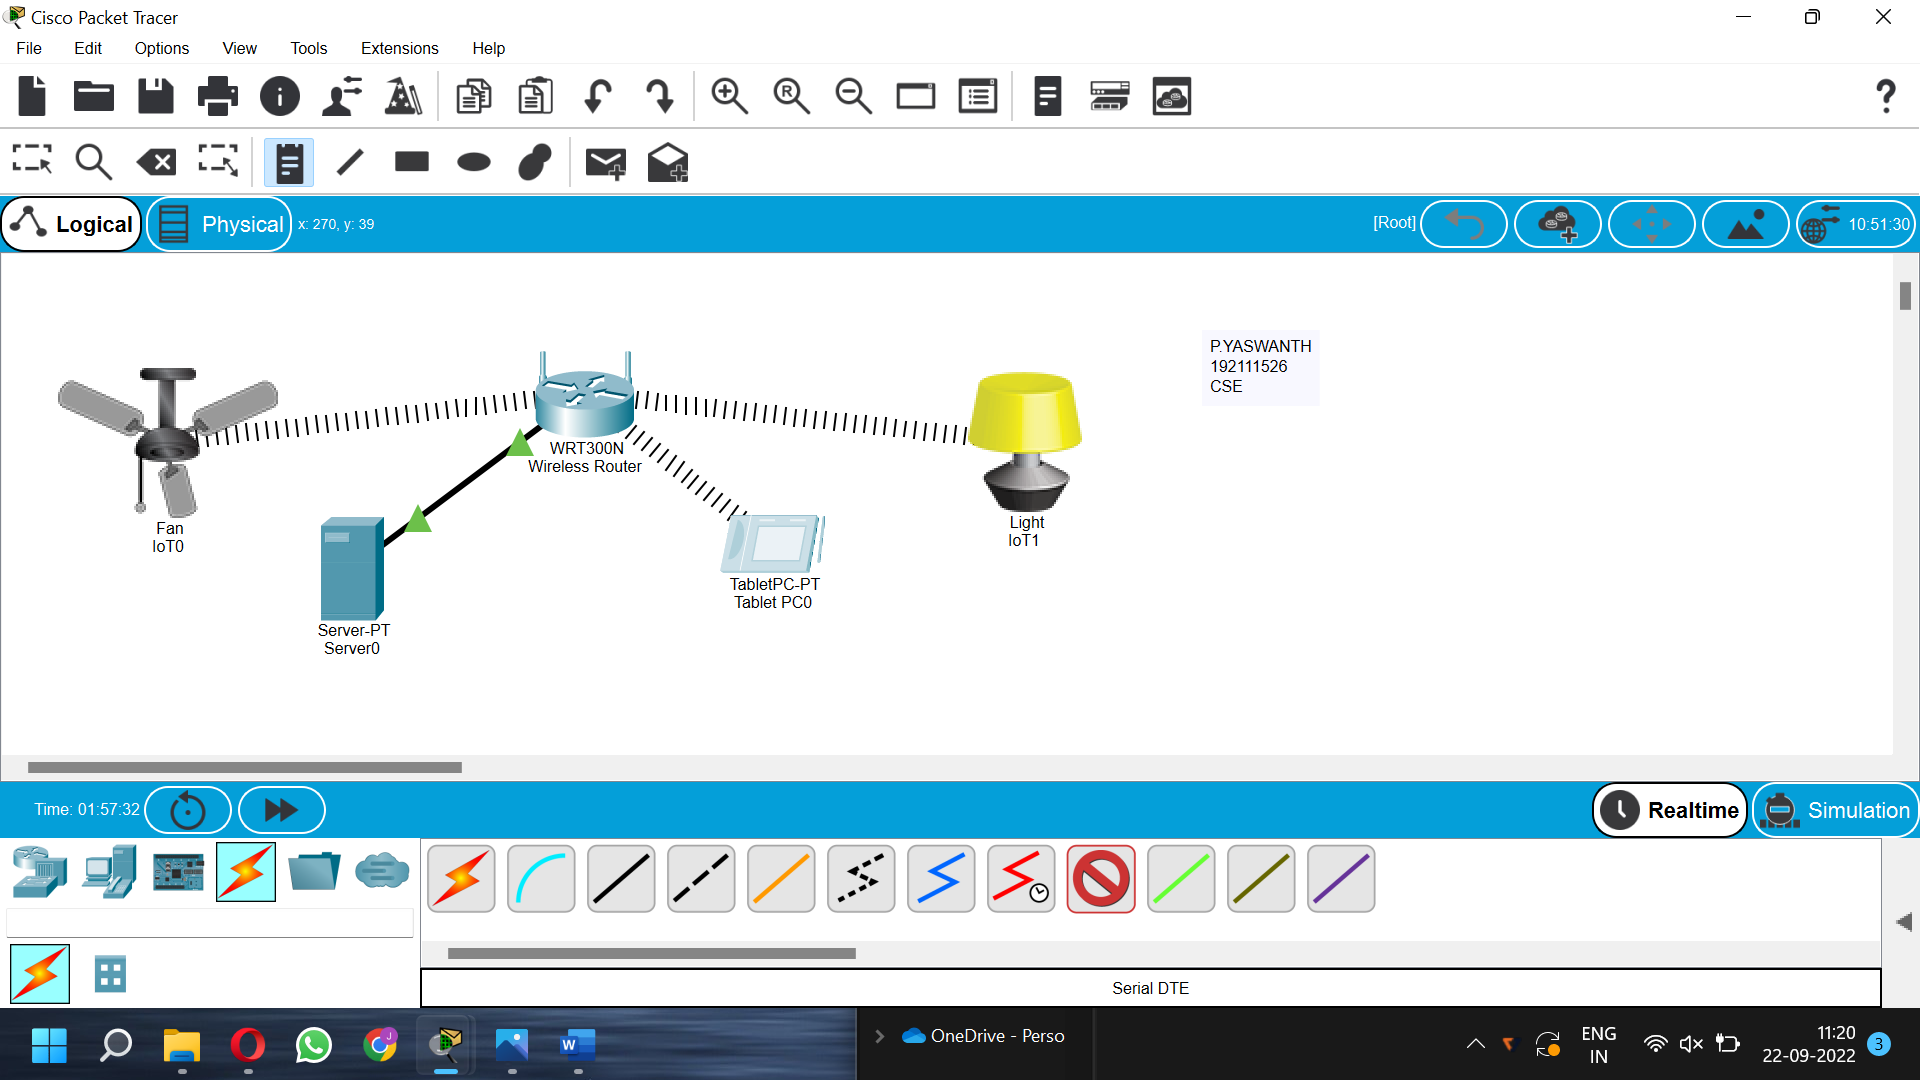 Cisco Packet Tracer
File Edit Options View Tools Extensions Help
Logical Physical x: 270, y: 39 [Root] 10:51:30
P.YASWANTH
192111526
CSE
WRT300N
Wireless Router
Fan
IoT0
Light
IoT1
TabletPC-PT
Tablet PC0
Server-PT
Server0
Time: 01:57:32 Realtime Simulation
Serial DTE
OneDrive - Perso
ENG
IN
11:20
22-09-2022
3